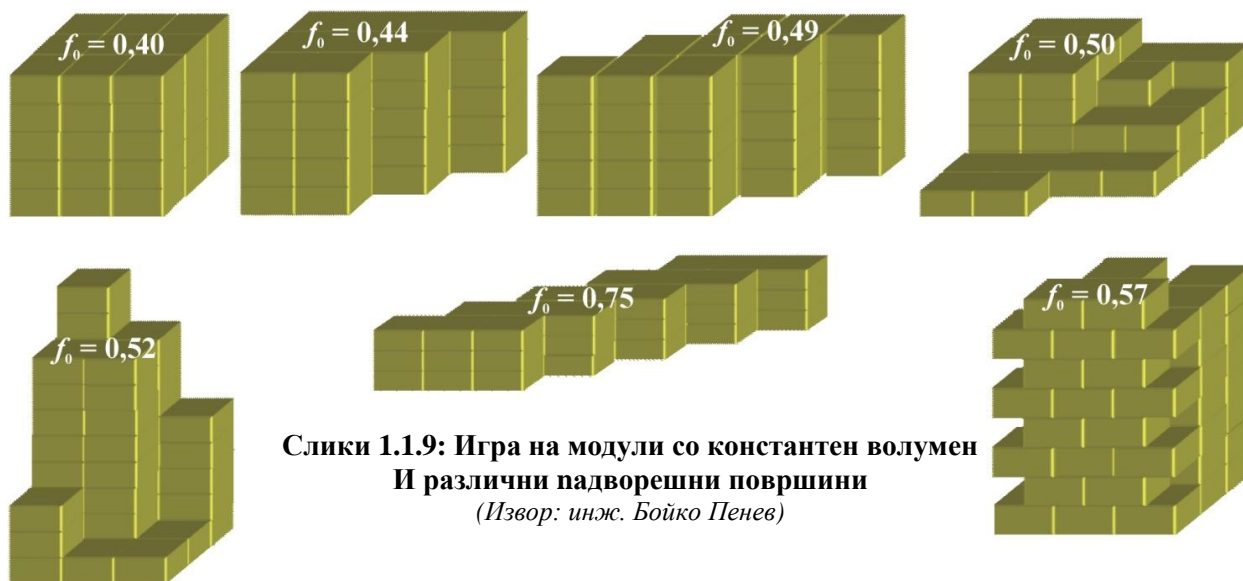 f₀ = 0,40
f₀ = 0,44
f₀ = 0,49
f₀ = 0,50
f₀ = 0,52
f₀ = 0,75
f₀ = 0,57
Слики 1.1.9: Игра на модули со константен волумен
И различни nадворешни површини
(Извор: инж. Бойко Пенев)